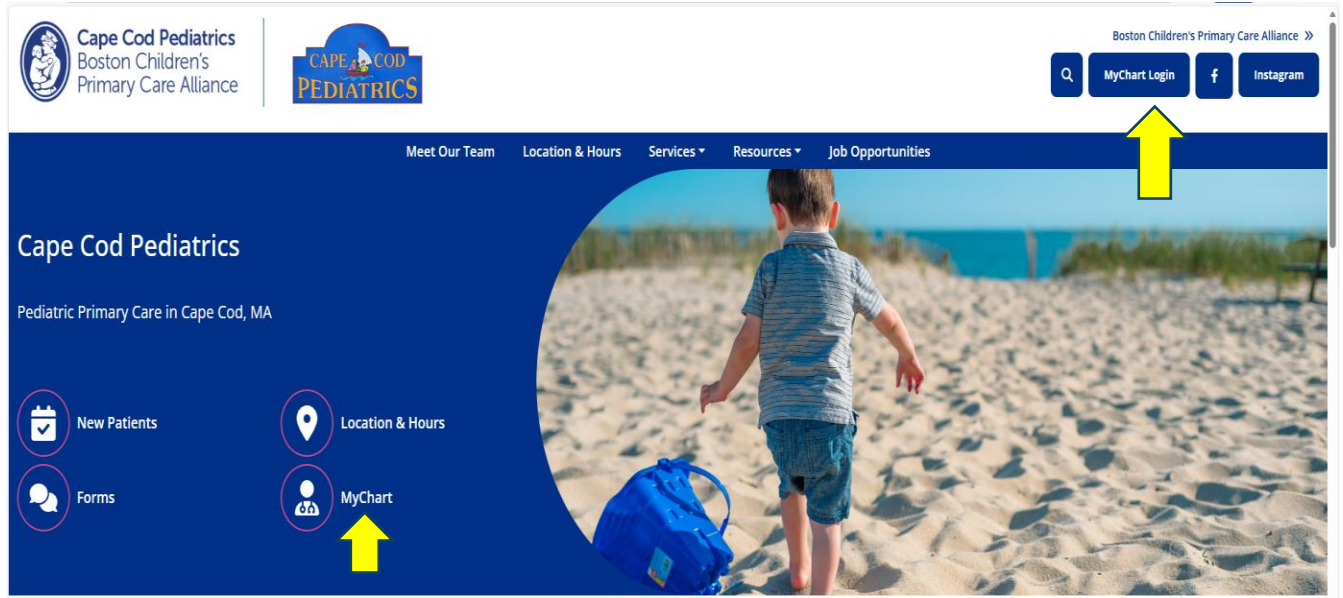 Cape Cod Pediatrics
Boston Children's
Primary Care Alliance
CAPE COD
PEDIATRICS
Boston Children's Primary Care Alliance »
MyChart Login
f
Instagram
Meet Our Team
Location & Hours
Services
Resources
Job Opportunities
Cape Cod Pediatrics
Pediatric Primary Care in Cape Cod, MA
New Patients
Location & Hours
Forms
MyChart